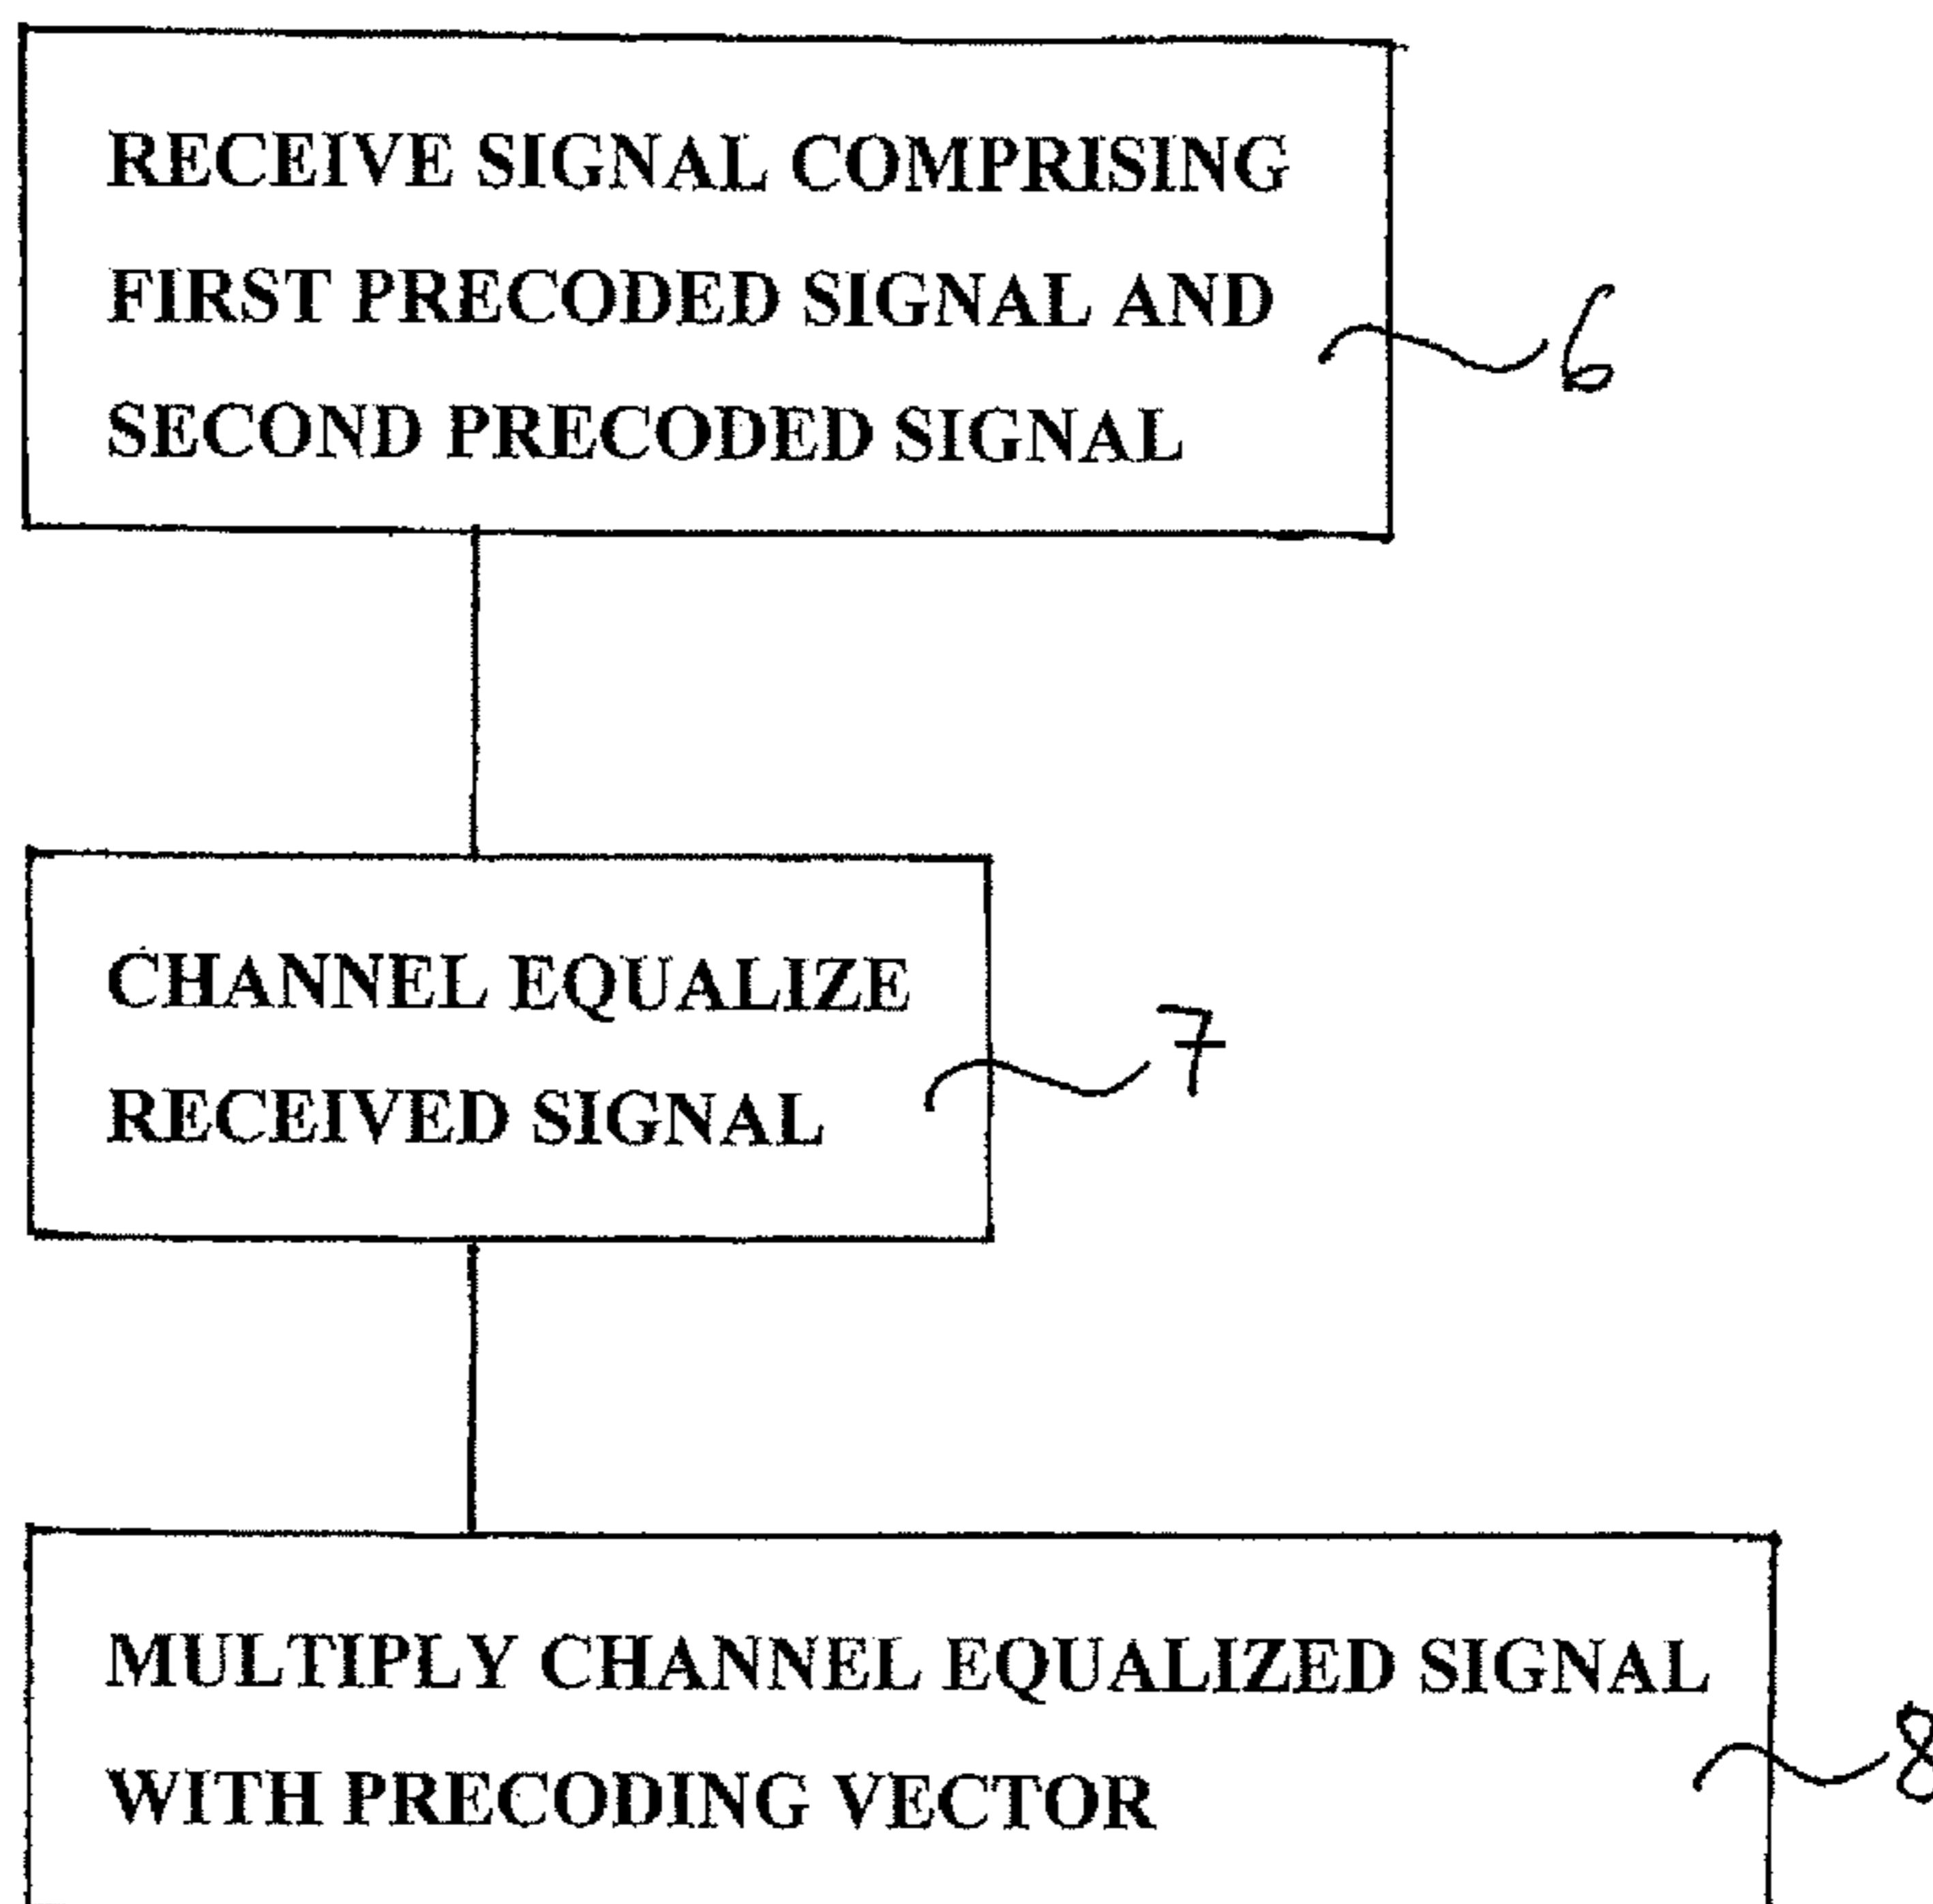 RECEIVE SIGNAL COMPRISING
FIRST PRECODED SIGNAL AND
SECOND PRECODED SIGNAL
6
CHANNEL EQUALIZE
RECEIVED SIGNAL
7
MULTIPLY CHANNEL EQUALIZED SIGNAL
WITH PRECODING VECTOR
8